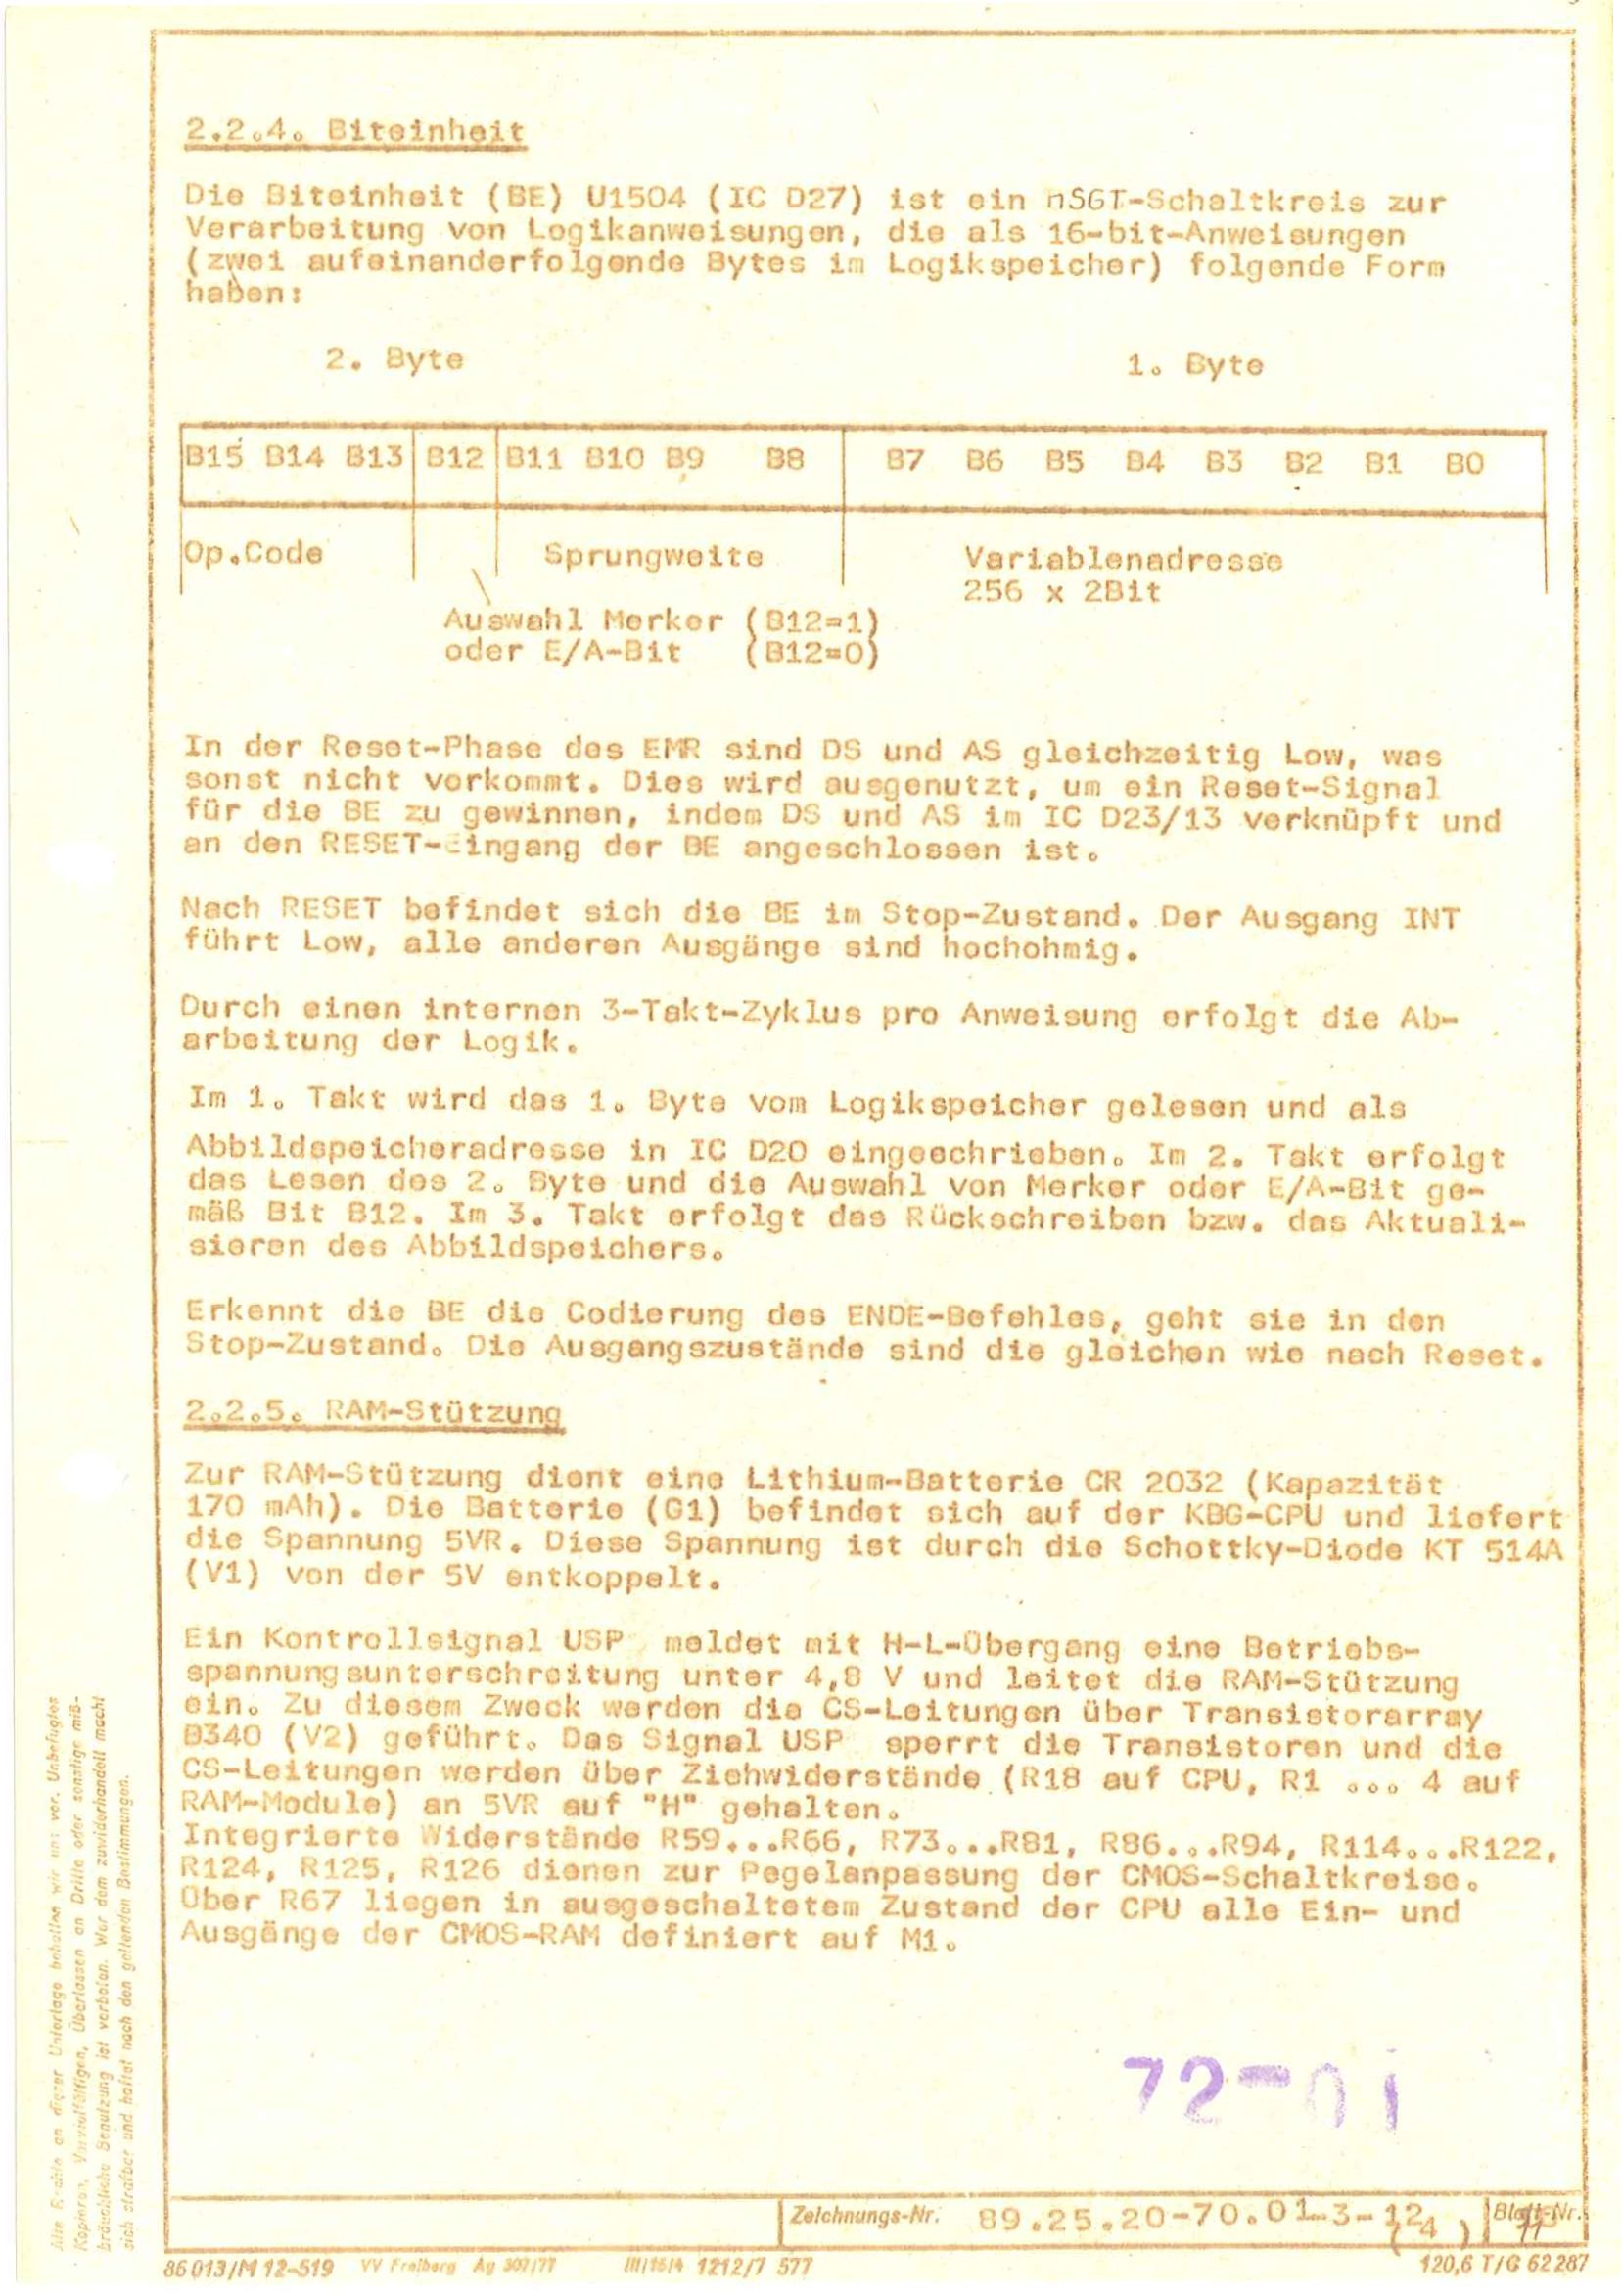 2.2.4. Biteinheit
Die Biteinheit (BE) U1504 (IC D27) ist ein nSGT-Schaltkreis zur
Verarbeitung von Logikanweisungen, die als 16-bit-Anweisungen
(zwei aufeinanderfolgende Bytes im Logikspeicher) folgende Form
haben:
2. Byte 1. Byte
B15 B14 B13 B12 B11 B10 B9 B8 B7 B6 B5 B4 B3 B2 B1 B0
Op.Code Sprungweite Variablenadresse
256 x 2Bit
Auswahl Merker (B12=1)
oder E/A-Bit (B12=0)
In der Reset-Phase des EMR sind DS und AS gleichzeitig Low, was
sonst nicht vorkommt. Dies wird ausgenutzt, um ein Reset-Signal
für die BE zu gewinnen, indem DS und AS im IC D23/13 verknüpft und
an den RESET-Eingang der BE angeschlossen ist.
Nach RESET befindet sich die BE im Stop-Zustand. Der Ausgang INT
führt Low, alle anderen Ausgänge sind hochohmig.
Durch einen internen 3-Takt-Zyklus pro Anweisung erfolgt die Ab-
arbeitung der Logik.
Im 1. Takt wird das 1. Byte vom Logikspeicher gelesen und als
Abbildspeicheradresse in IC D20 eingeschrieben. Im 2. Takt erfolgt
das Lesen des 2. Byte und die Auswahl von Merker oder E/A-Bit ge-
mäß Bit B12. Im 3. Takt erfolgt das Rückschreiben bzw. das Aktuali-
sieren des Abbildspeichers.
Erkennt die BE die Codierung des ENDE-Befehles, geht sie in den
Stop-Zustand. Die Ausgangszustände sind die gleichen wie nach Reset.
2.2.5. RAM-Stützung
Zur RAM-Stützung dient eine Lithium-Batterie CR 2032 (Kapazität
170 mAh). Die Batterie (G1) befindet sich auf der KBG-CPU und liefert
die Spannung 5VR. Diese Spannung ist durch die Schottky-Diode KT 514A
(V1) von der 5V entkoppelt.
Ein Kontrollsignal USP meldet mit H-L-Übergang eine Betriebs-
spannungsunterschreitung unter 4,8 V und leitet die RAM-Stützung
ein. Zu diesem Zweck werden die CS-Leitungen über Transistorarray
B340 (V2) geführt. Das Signal USP sperrt die Transistoren und die
CS-Leitungen werden über Ziehwiderstände (R18 auf CPU, R1 ... 4 auf
RAM-Module) an 5VR auf "H" gehalten.
Integrierte Widerstände R59...R66, R73...R81, R86...R94, R114...R122,
R124, R125, R126 dienen zur Pegelanpassung der CMOS-Schaltkreise.
Über R67 liegen in ausgeschaltetem Zustand der CPU alle Ein- und
Ausgänge der CMOS-RAM definiert auf M1.
72-01
Alle Rechte an dieser Unterlage behalten wir uns vor. Unbefugtes
Kopieren, Vervielfältigen, Überlassen an Dritte oder sonstige miß-
bräuchliche Benutzung ist verboten. Wer dem zuwiderhandelt macht
sich strafbar und haftet nach den geltenden Bestimmungen.
Zeichnungs-Nr. 89.25.20-70.01-3-12 Blatt-Nr.
(4)
86 013/M 12-519 VV Freiberg Ag 307/77 III/16/4 1212/7 577 120,6 T/G 62 287